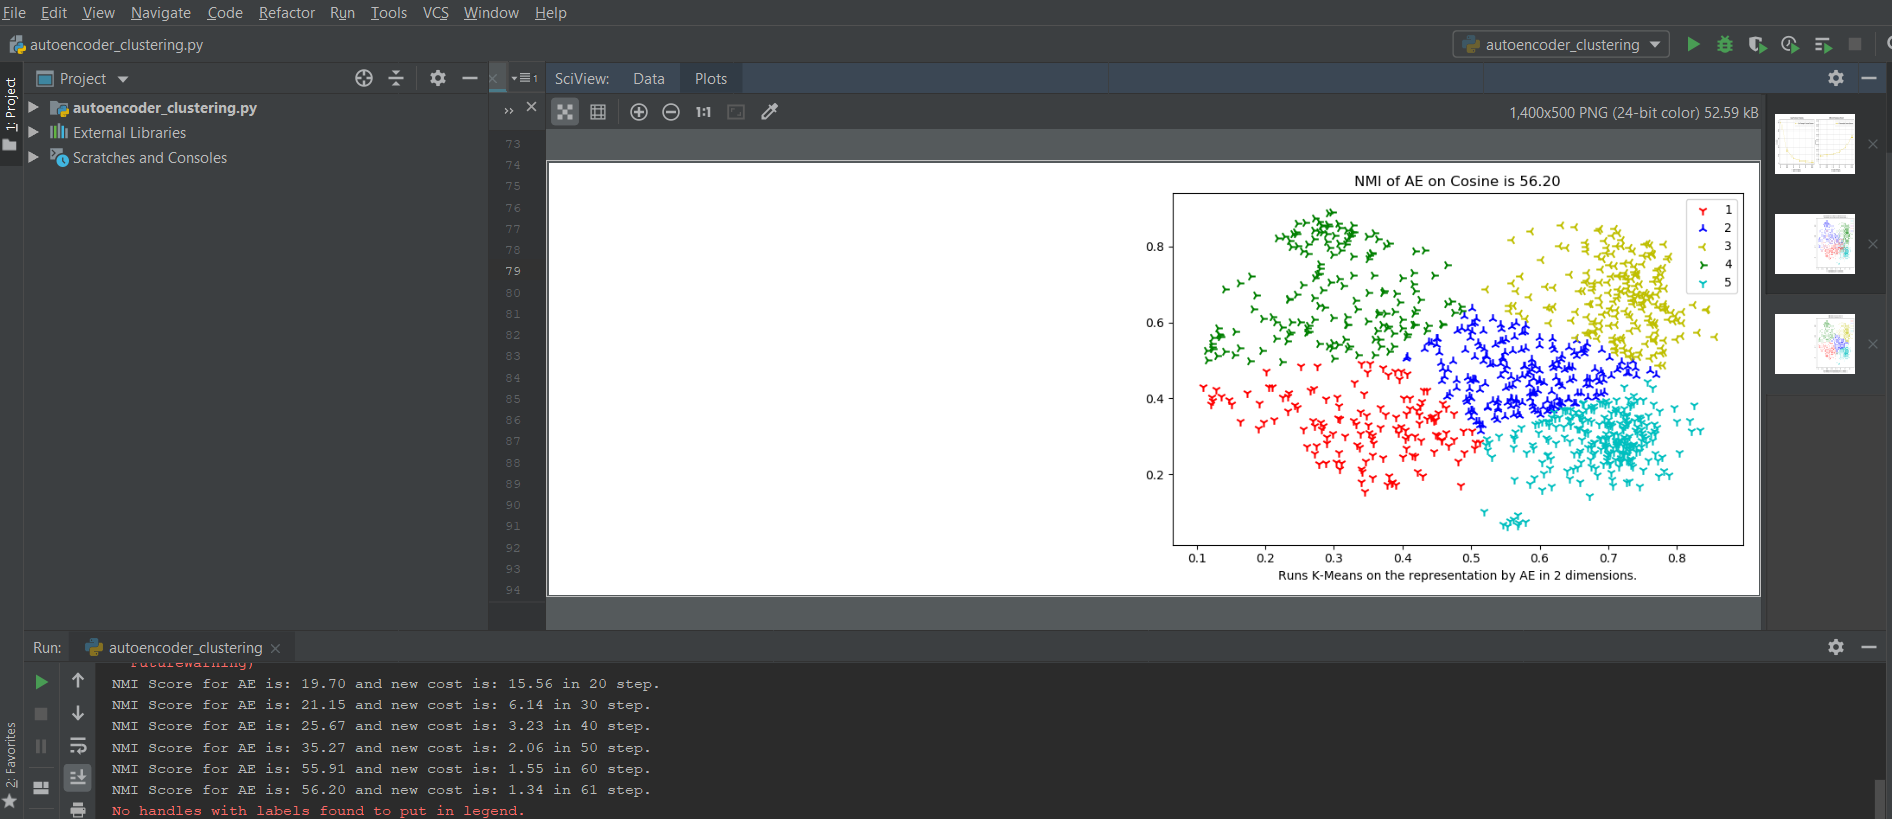 File Edit View Navigate Code Refactor Run Tools VCS Window Help
autoencoder_clustering.py
autoencoder_clustering
1: Project
Project
autoencoder_clustering.py
External Libraries
Scratches and Consoles
1
SciView: Data Plots
1:1
1,400x500 PNG (24-bit color) 52.59 kB
73
74
75
76
77
78
79
80
81
82
83
84
85
86
87
88
89
90
91
92
93
94
NMI of AE on Cosine is 56.20
1
2
3
4
5
0.8
0.6
0.4
0.2
0.1 0.2 0.3 0.4 0.5 0.6 0.7 0.8
Runs K-Means on the representation by AE in 2 dimensions.
Run: autoencoder_clustering
2: Favorites
FutureWarning)
NMI Score for AE is: 19.70 and new cost is: 15.56 in 20 step.
NMI Score for AE is: 21.15 and new cost is: 6.14 in 30 step.
NMI Score for AE is: 25.67 and new cost is: 3.23 in 40 step.
NMI Score for AE is: 35.27 and new cost is: 2.06 in 50 step.
NMI Score for AE is: 55.91 and new cost is: 1.55 in 60 step.
NMI Score for AE is: 56.20 and new cost is: 1.34 in 61 step.
No handles with labels found to put in legend.